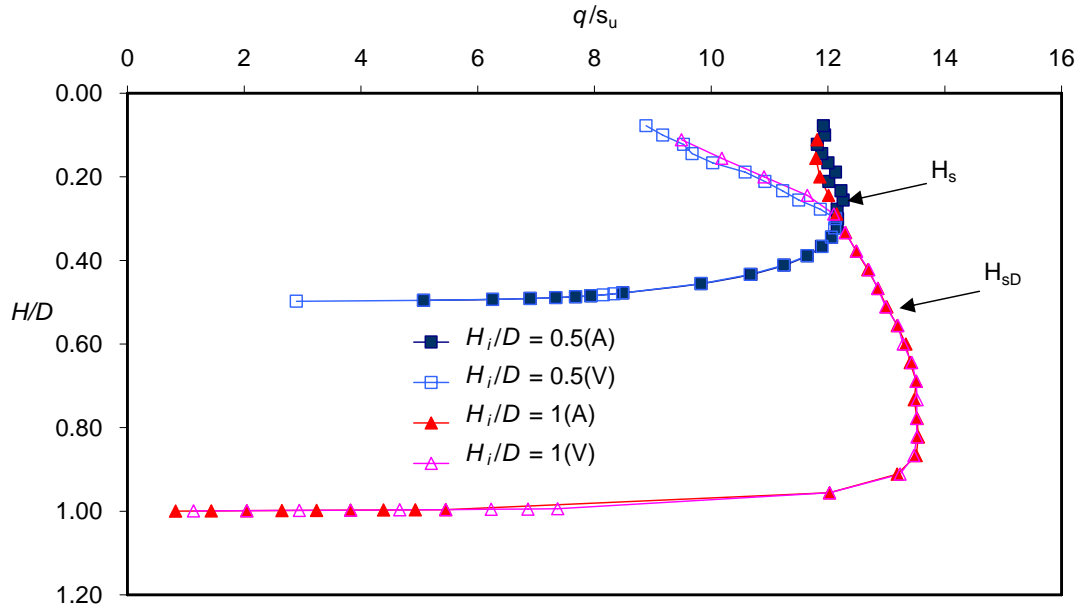 q/su
0 2 4 6 8 10 12 14 16
0.00
Hs
0.20
0.40
HsD
H/D
0.60
0.80
1.00
1.20
Hi/D = 0.5(A)
Hi/D = 0.5(V)
Hi/D = 1(A)
Hi/D = 1(V)